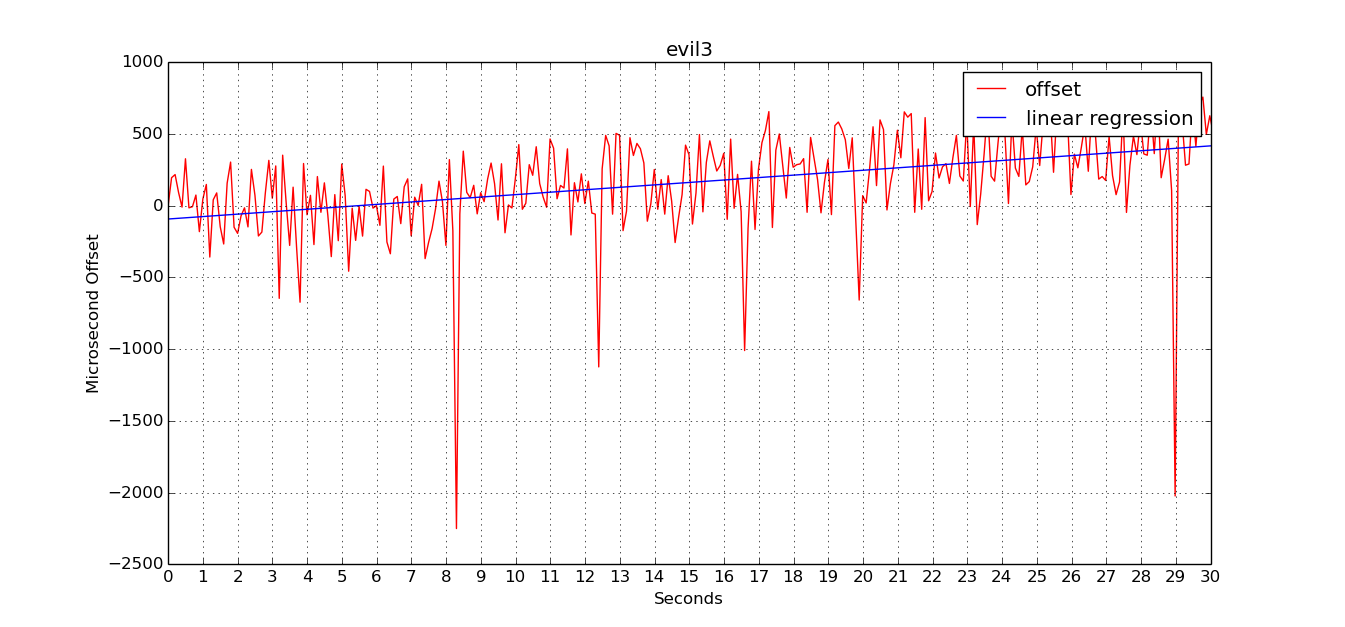 evil3
1000
500
0
−500
−1000
−1500
−2000
−2500
Microsecond Offset
offset
linear regression
0 1 2 3 4 5 6 7 8 9 10 11 12 13 14 15 16 17 18 19 20 21 22 23 24 25 26 27 28 29 30
Seconds